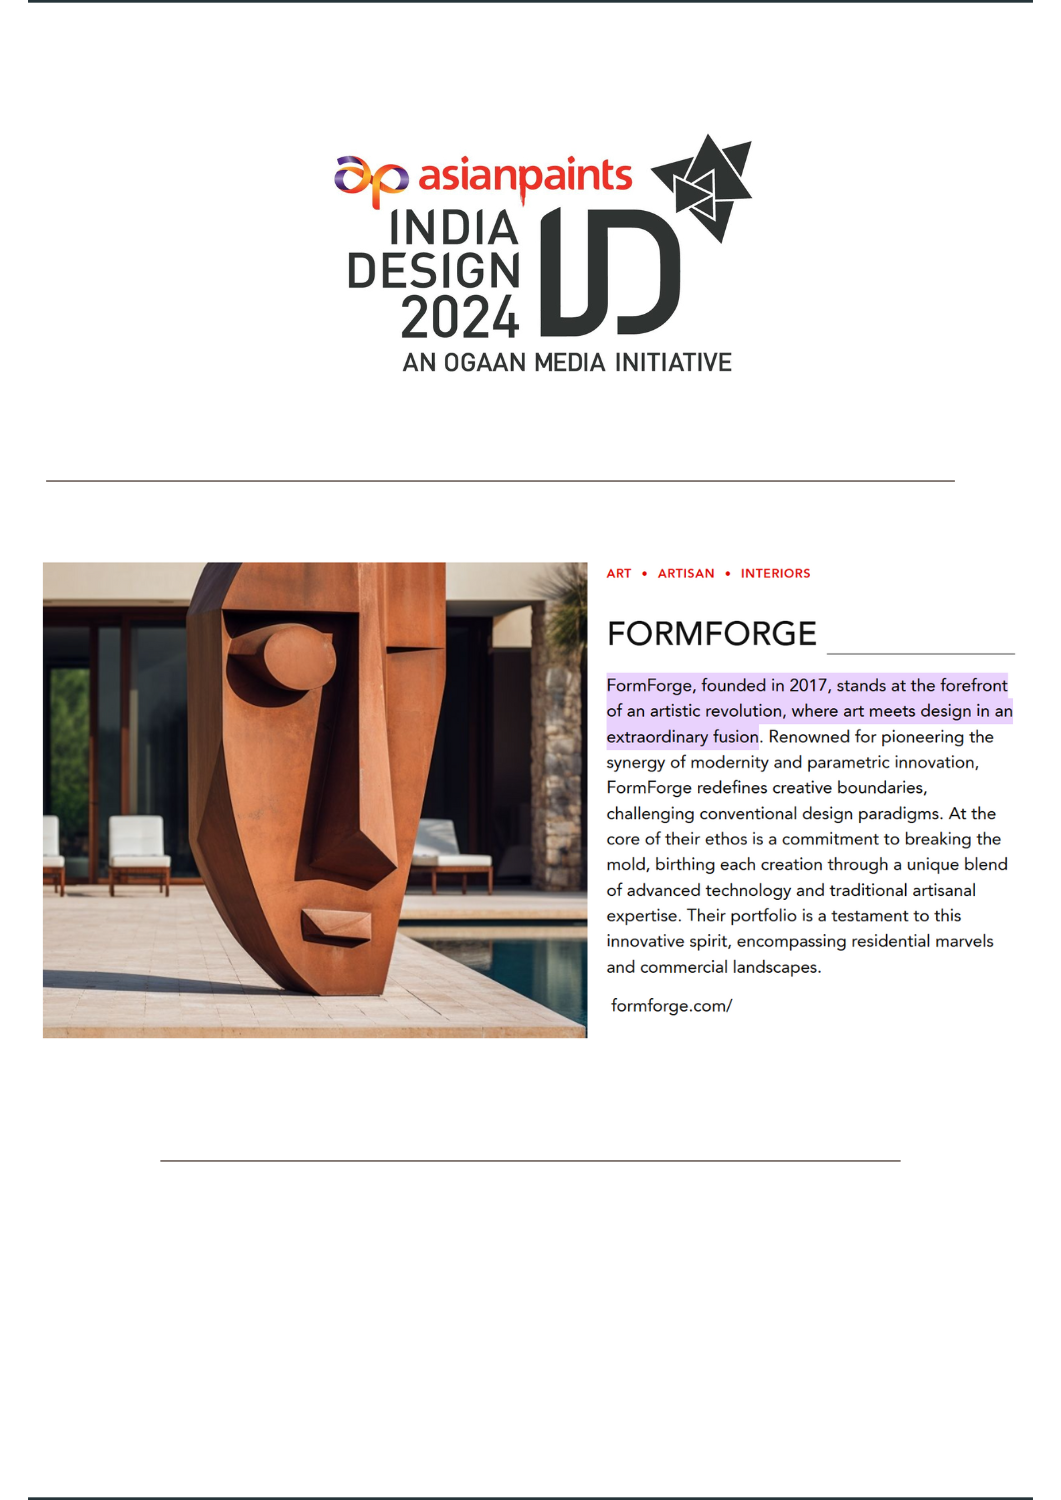 asianpaints
INDIA
DESIGN
2024
ID
AN OGAAN MEDIA INITIATIVE
ART • ARTISAN • INTERIORS
FORMFORGE
FormForge, founded in 2017, stands at the forefront
of an artistic revolution, where art meets design in an
extraordinary fusion. Renowned for pioneering the
synergy of modernity and parametric innovation,
FormForge redefines creative boundaries,
challenging conventional design paradigms. At the
core of their ethos is a commitment to breaking the
mold, birthing each creation through a unique blend
of advanced technology and traditional artisanal
expertise. Their portfolio is a testament to this
innovative spirit, encompassing residential marvels
and commercial landscapes.
formforge.com/